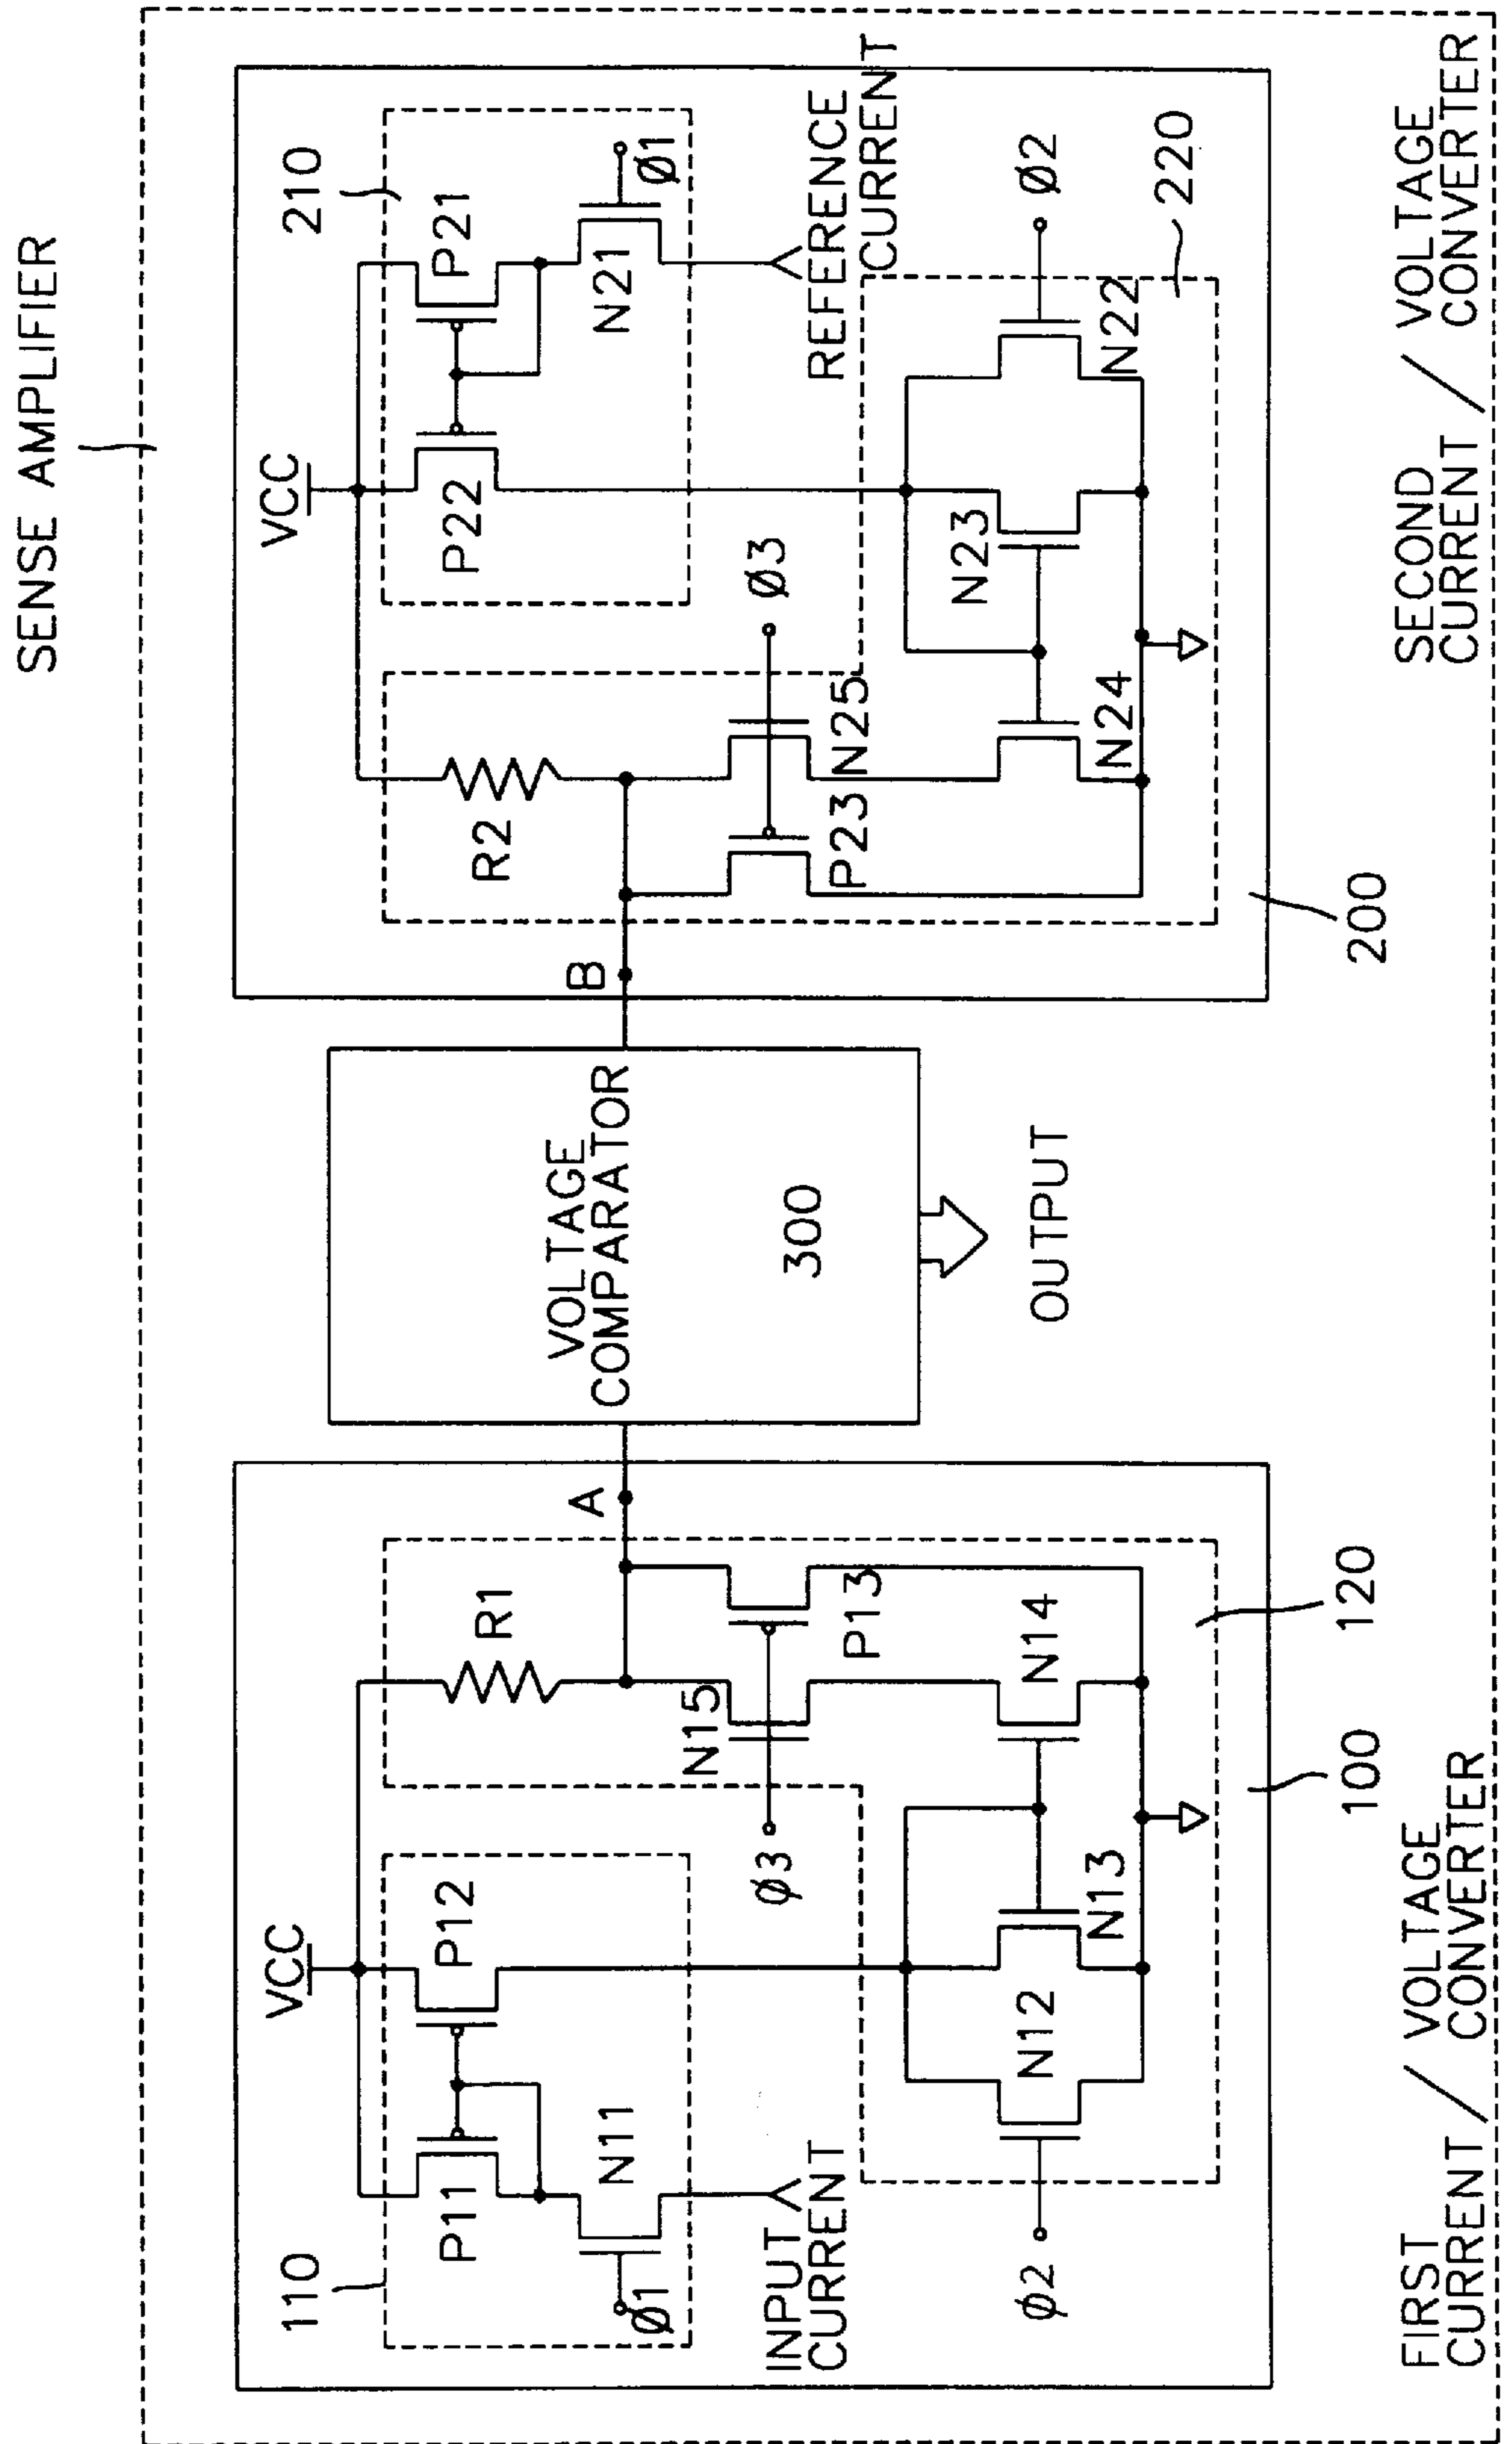 SENSE AMPLIFIER
110
P11
N11
Ø1
INPUT
CURRENT
VCC
P12
Ø3
N12
N13
Ø2
R1
N15
P13
N14
A
120
100
FIRST
CURRENT / VOLTAGE
CONVERTER
VOLTAGE
COMPARATOR
300
OUTPUT
B
VCC
R2
P23
N25
Ø3
N24
N23
P22
P21
210
N21
Ø1
REFERENCE
CURRENT
Ø2
N22
220
200
SECOND
CURRENT / VOLTAGE
CONVERTER